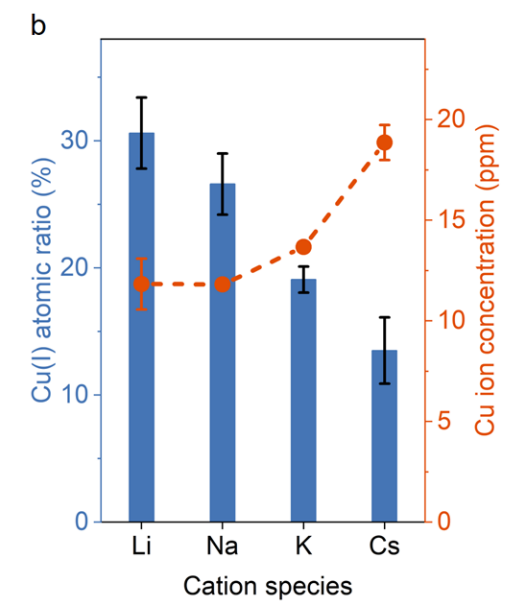 b
Cu(I) atomic ratio (%)
30
20
10
0
20
15
10
5
0
Cu ion concentration (ppm)
Li Na K Cs
Cation species